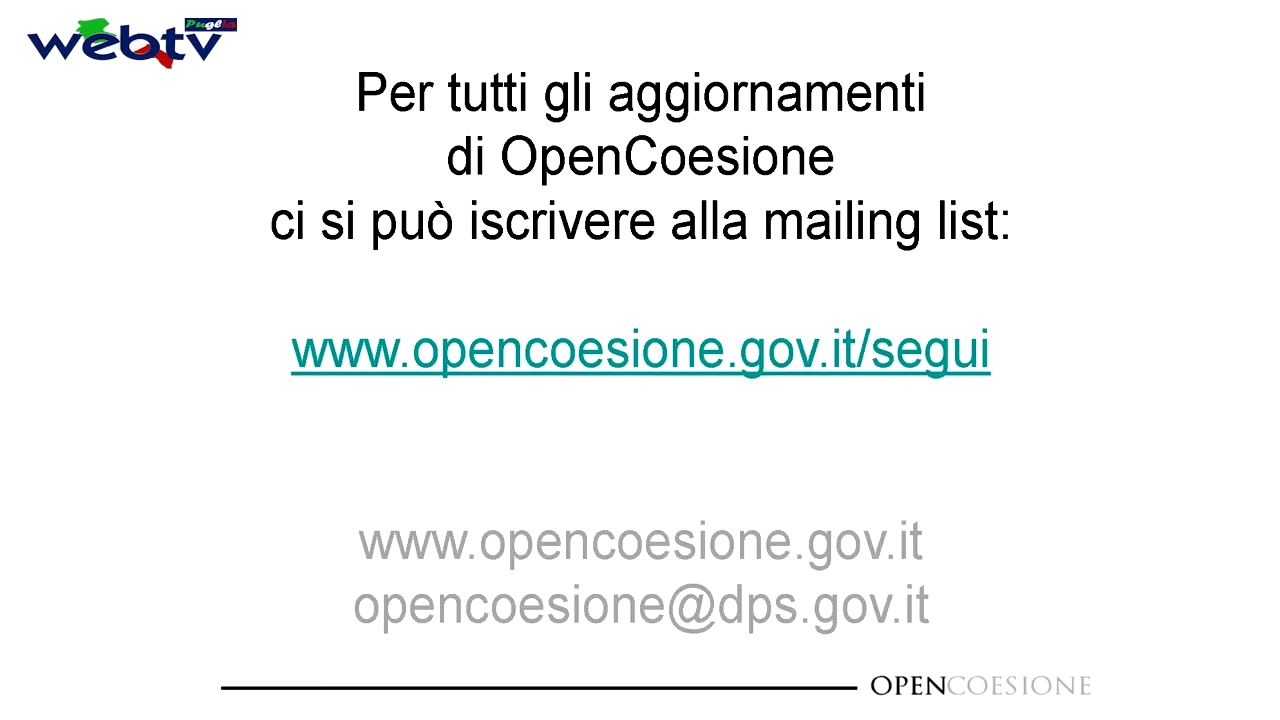 Puglia
webtv
Per tutti gli aggiornamenti
di OpenCoesione
ci si può iscrivere alla mailing list:
www.opencoesione.gov.it/segui
www.opencoesione.gov.it
opencoesione@dps.gov.it
OPENCOESIONE